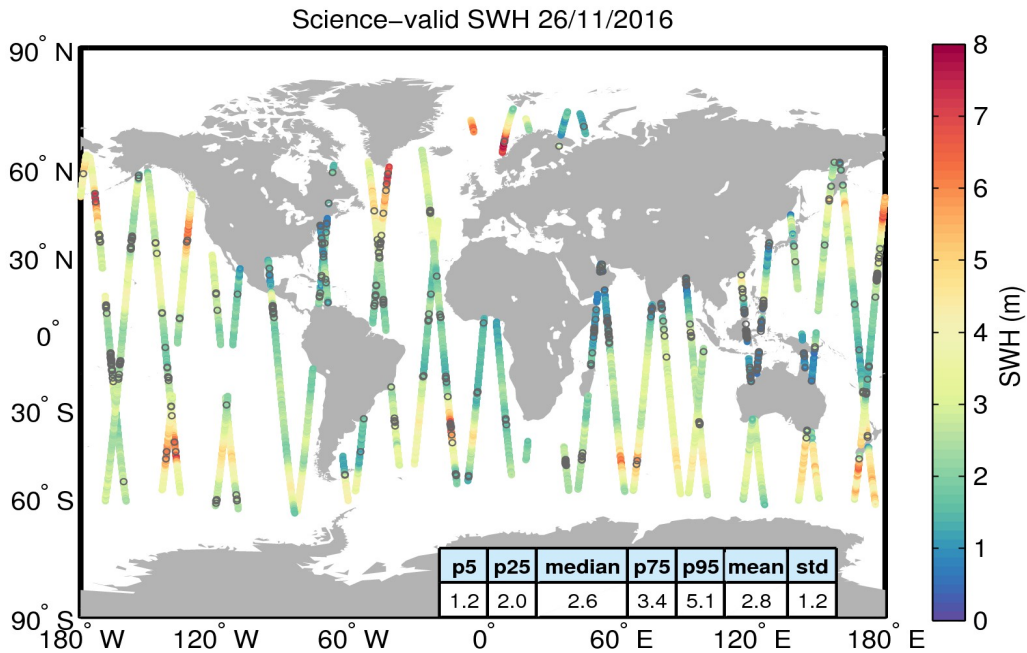 Science−valid SWH 26/11/2016
90° N
60° N
30° N
0°
30° S
60° S
90° S
180° W
120° W
60° W
0°
60° E
120° E
180° E
p5 p25 median p75 p95 mean std
1.2 2.0 2.6 3.4 5.1 2.8 1.2
8
7
6
5
4
3
2
1
0
SWH (m)